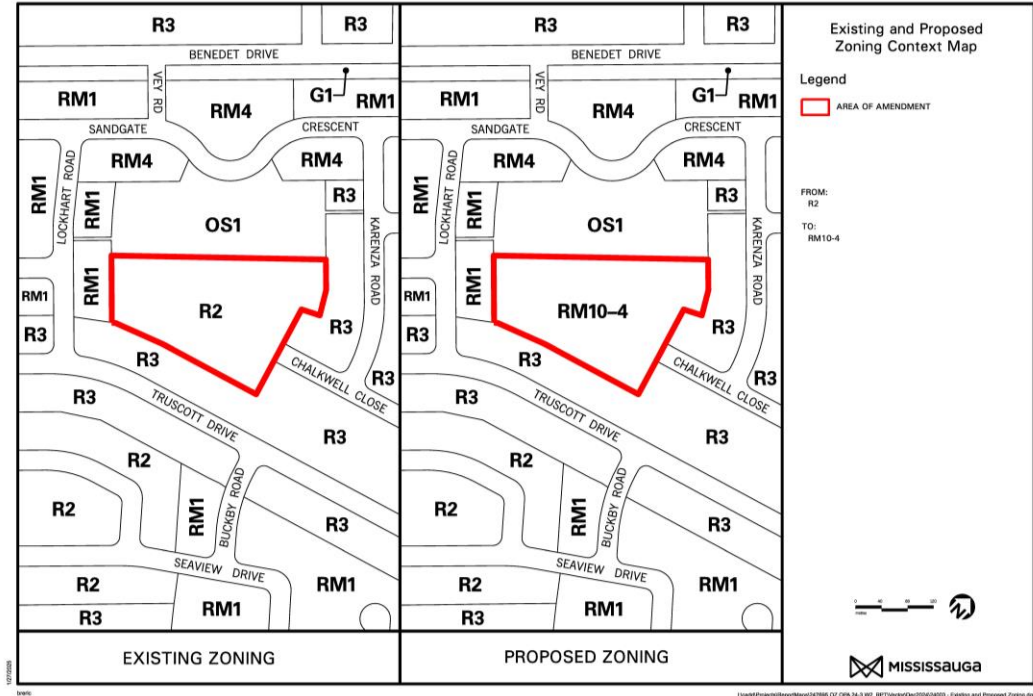 R3
R3
BENEDET DRIVE
VEY RD
G1
RM1
RM1
RM4
SANDGATE
CRESCENT
LOCKHART ROAD
RM1
RM4
RM4
RM1
R3
KARENZA ROAD
OS1
RM1
RM1
R2
R3
R3
R3
R3
CHALKWELL CLOSE
R3
TRUSCOTT DRIVE
R3
R2
R2
RM1
BUCKBY ROAD
R3
SEAVIEW DRIVE
R2
RM1
RM1
R3
EXISTING ZONING
R3
R3
BENEDET DRIVE
VEY RD
G1
RM1
RM1
RM4
SANDGATE
CRESCENT
LOCKHART ROAD
RM1
RM4
RM4
RM1
R3
KARENZA ROAD
OS1
RM1
RM1
RM10-4
R3
R3
R3
R3
CHALKWELL CLOSE
R3
TRUSCOTT DRIVE
R3
R2
R2
RM1
BUCKBY ROAD
R3
SEAVIEW DRIVE
R2
RM1
RM1
R3
PROPOSED ZONING
Existing and Proposed
Zoning Context Map
Legend
AREA OF AMENDMENT
FROM:
R2
TO:
RM10-4
MISSISSAUGA